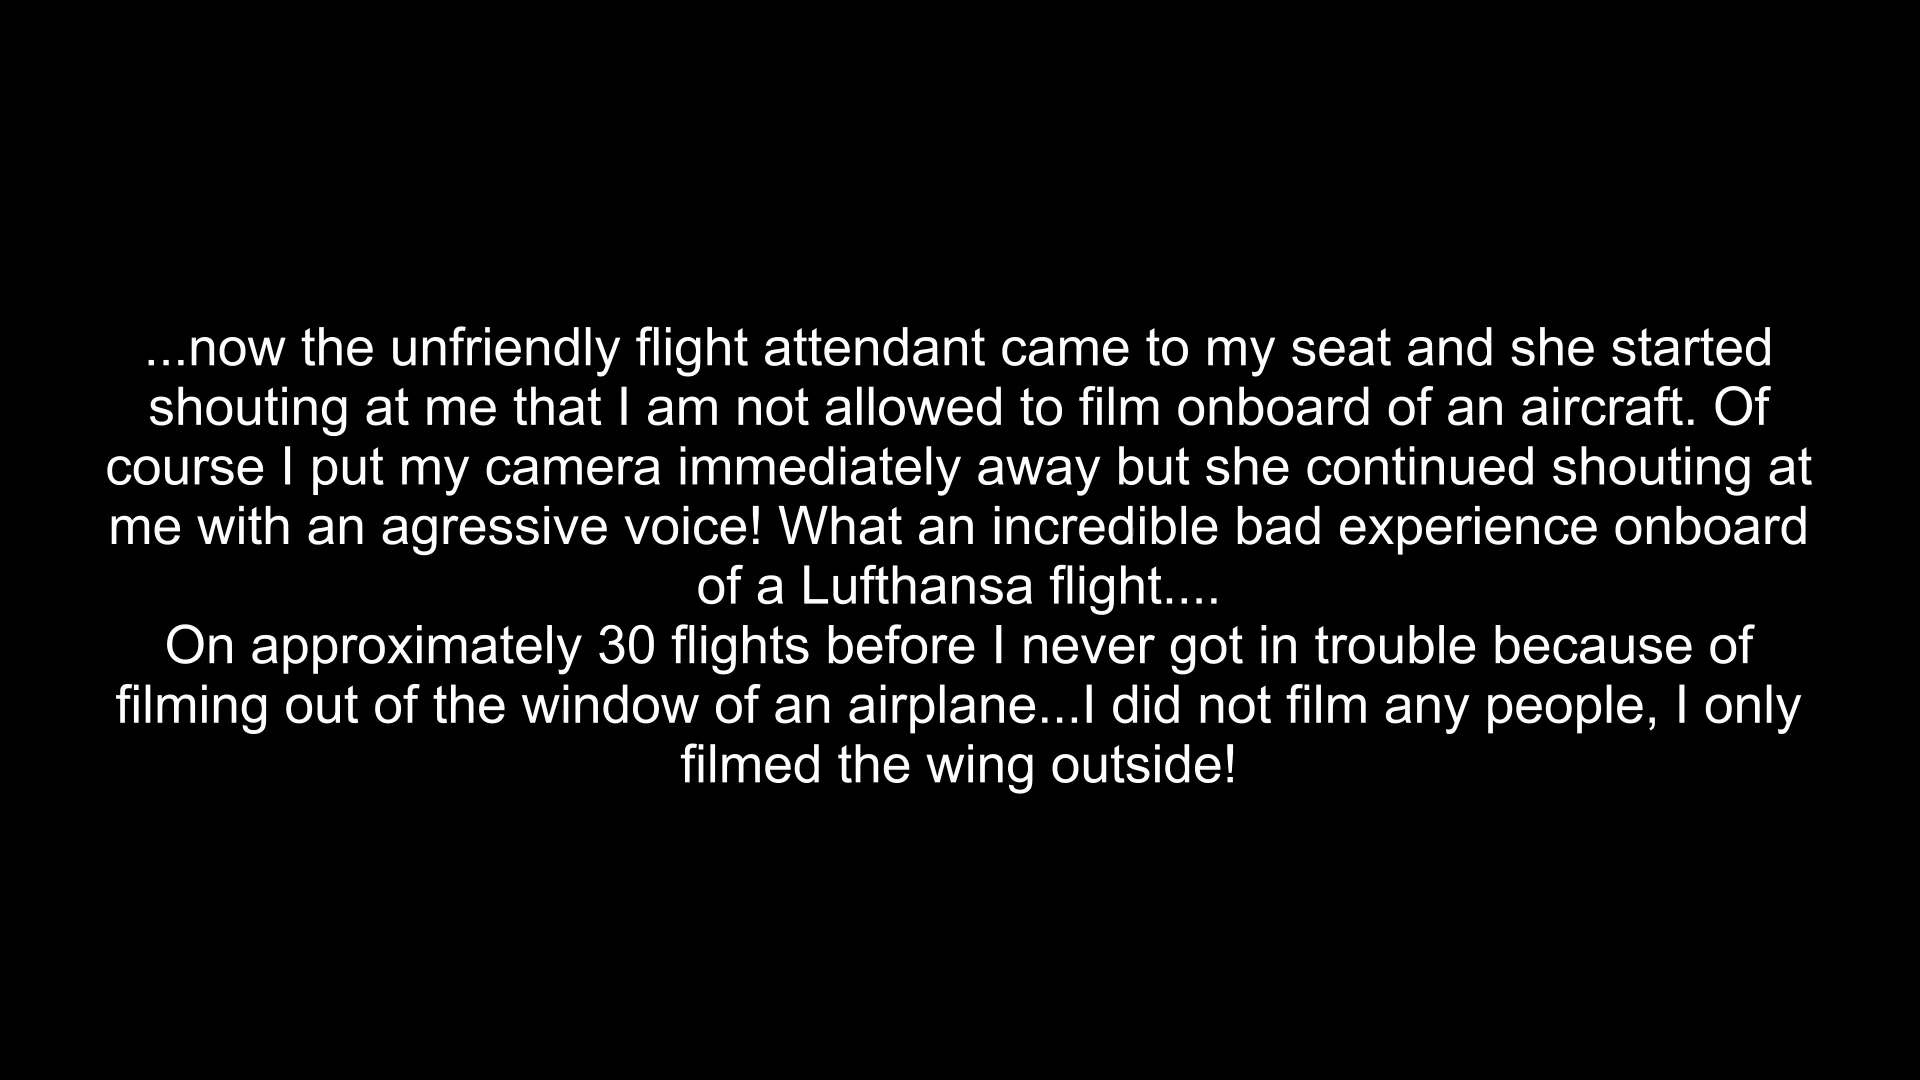 ...now the unfriendly flight attendant came to my seat and she started
shouting at me that I am not allowed to film onboard of an aircraft. Of
course I put my camera immediately away but she continued shouting at
me with an agressive voice! What an incredible bad experience onboard
of a Lufthansa flight....
On approximately 30 flights before I never got in trouble because of
filming out of the window of an airplane...I did not film any people, I only
filmed the wing outside!